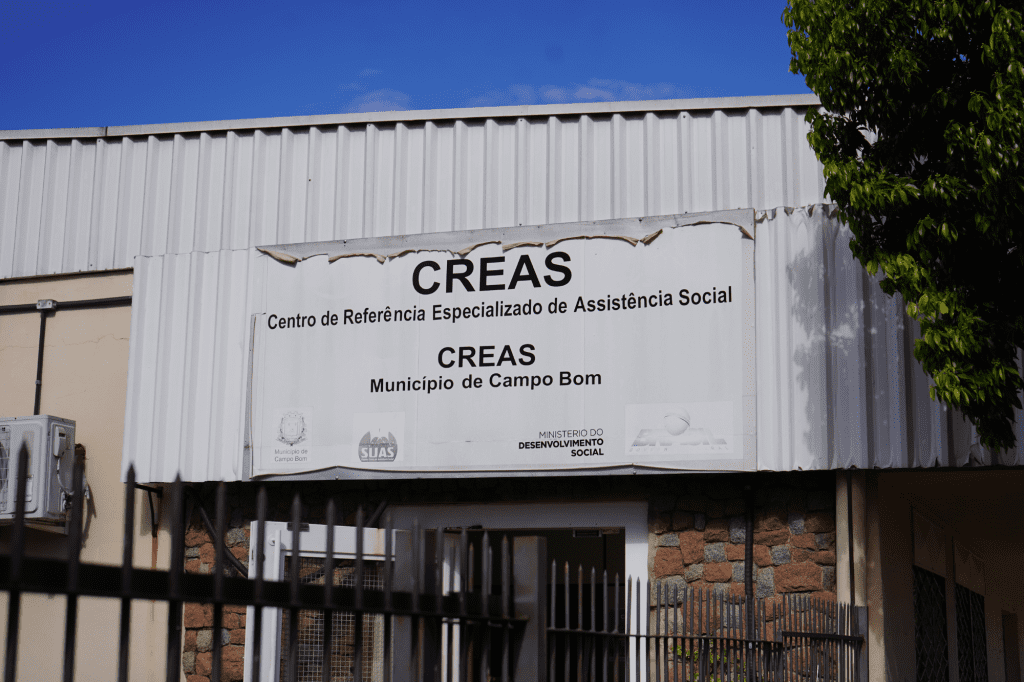 CREAS
Centro de Referência Especializado de Assistência Social
CREAS
Município de Campo Bom
Município de
Campo Bom
SUAS
MINISTERIO DO
DESENVOLVIMENTO
SOCIAL